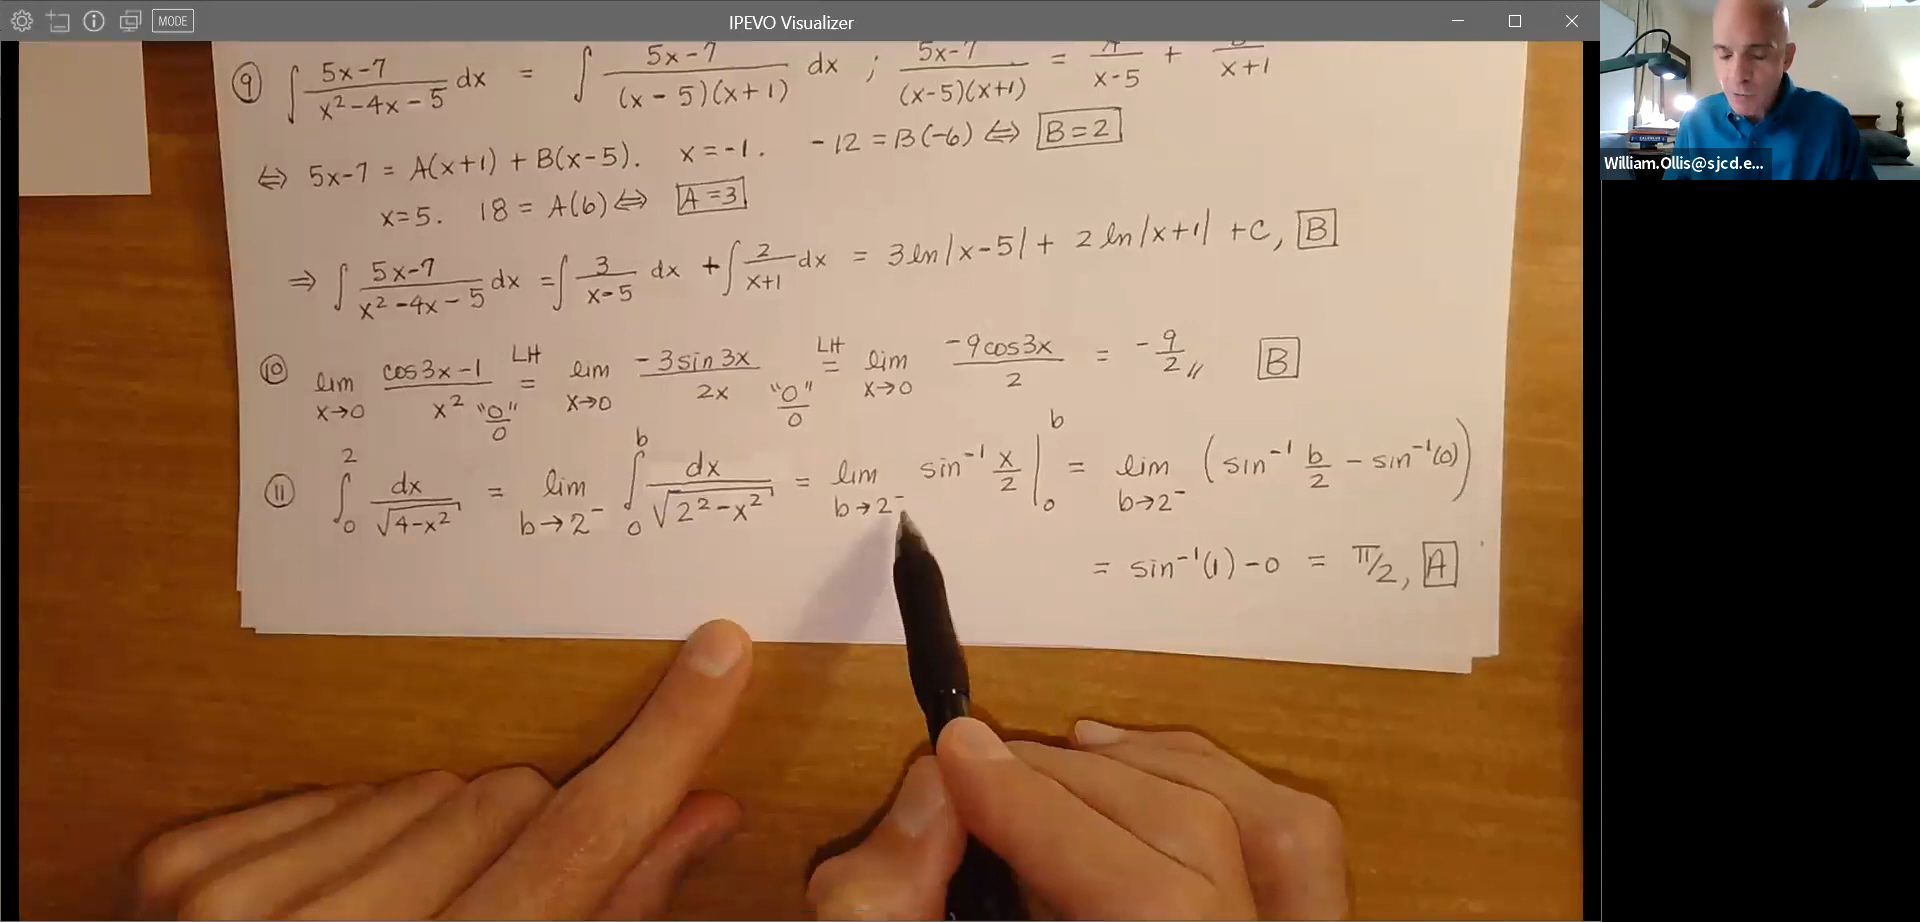 MODE
IPEVO Visualizer
⑨ ∫ 5x-7 / x² - 4x - 5 dx = ∫ 5x-7 / (x - 5)(x+1) dx ; 5x-7 / (x-5)(x+1) = A / x-5 + B / x+1
⇔ 5x-7 = A(x+1) + B(x-5). x = -1. -12 = B(-6) ⇔ B = 2
x=5. 18 = A(6) ⇔ A = 3
⇒ ∫ 5x-7 / x² - 4x - 5 dx = ∫ 3 / x-5 dx + ∫ 2 / x+1 dx = 3 ln|x-5| + 2 ln|x+1| + C, B
⑩ lim x→0 cos3x - 1 / x² "0"/0 LH = lim x→0 -3 sin 3x / 2x "0"/0 LH = lim x→0 -9cos3x / 2 = -9/2 // B
⑪ ∫₀² dx / √4-x² = lim b→2⁻ ∫₀ᵇ dx / √2²-x² = lim b→2⁻ sin⁻¹ x/2 |₀ᵇ = lim b→2⁻ (sin⁻¹ b/2 - sin⁻¹(0))
= sin⁻¹(1) - 0 = π/2, A
William.Ollis@sjcd.e...